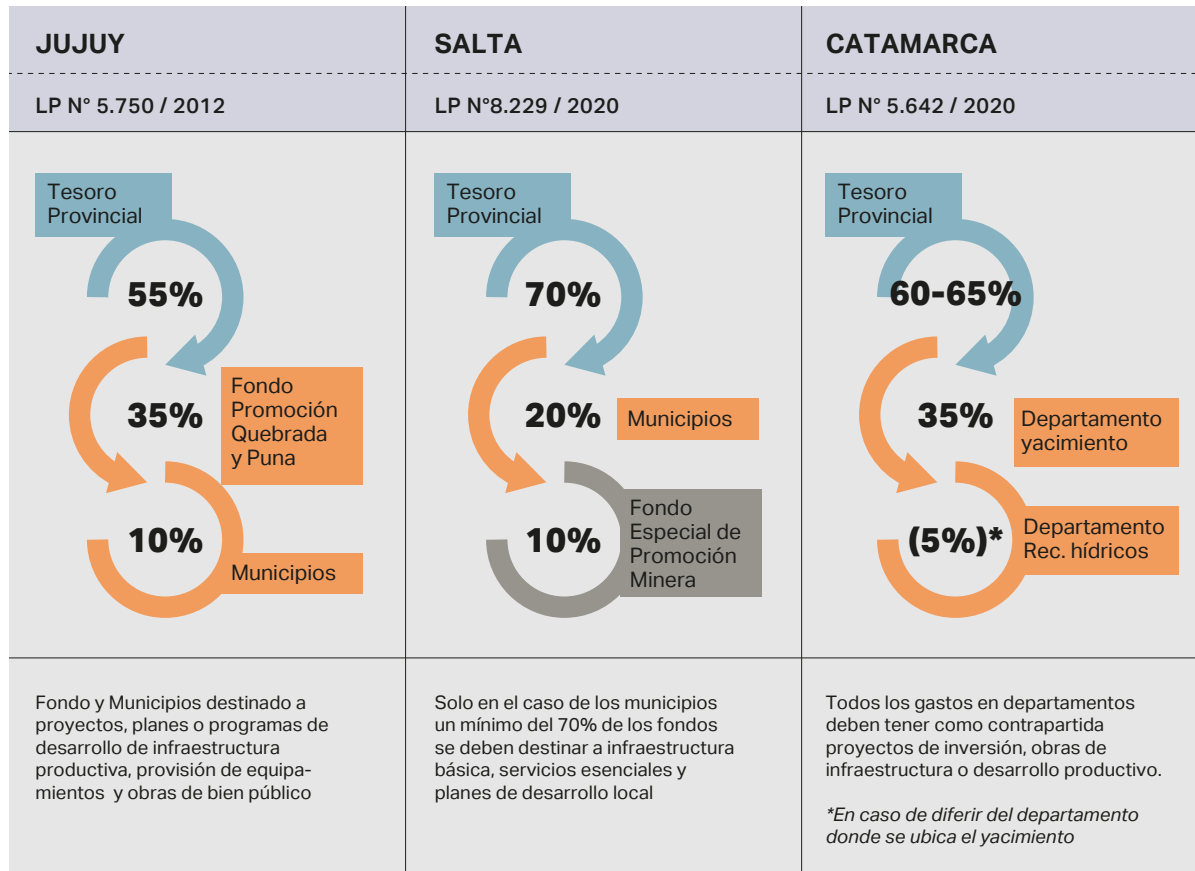 JUJUY
LP N° 5.750 / 2012
Tesoro
Provincial
55%
35%
Fondo
Promoción
Quebrada
y Puna
10%
Municipios
Fondo y Municipios destinado a
proyectos, planes o programas de
desarrollo de infraestructura
productiva, provisión de equipa-
mientos y obras de bien público
SALTA
LP N°8.229 / 2020
Tesoro
Provincial
70%
20%
Municipios
10%
Fondo
Especial de
Promoción
Minera
Solo en el caso de los municipios
un mínimo del 70% de los fondos
se deben destinar a infraestructura
básica, servicios esenciales y
planes de desarrollo local
CATAMARCA
LP N° 5.642 / 2020
Tesoro
Provincial
60-65%
35%
Departamento
yacimiento
(5%)*
Departamento
Rec. hídricos
Todos los gastos en departamentos
deben tener como contrapartida
proyectos de inversión, obras de
infraestructura o desarrollo productivo.
*En caso de diferir del departamento
donde se ubica el yacimiento